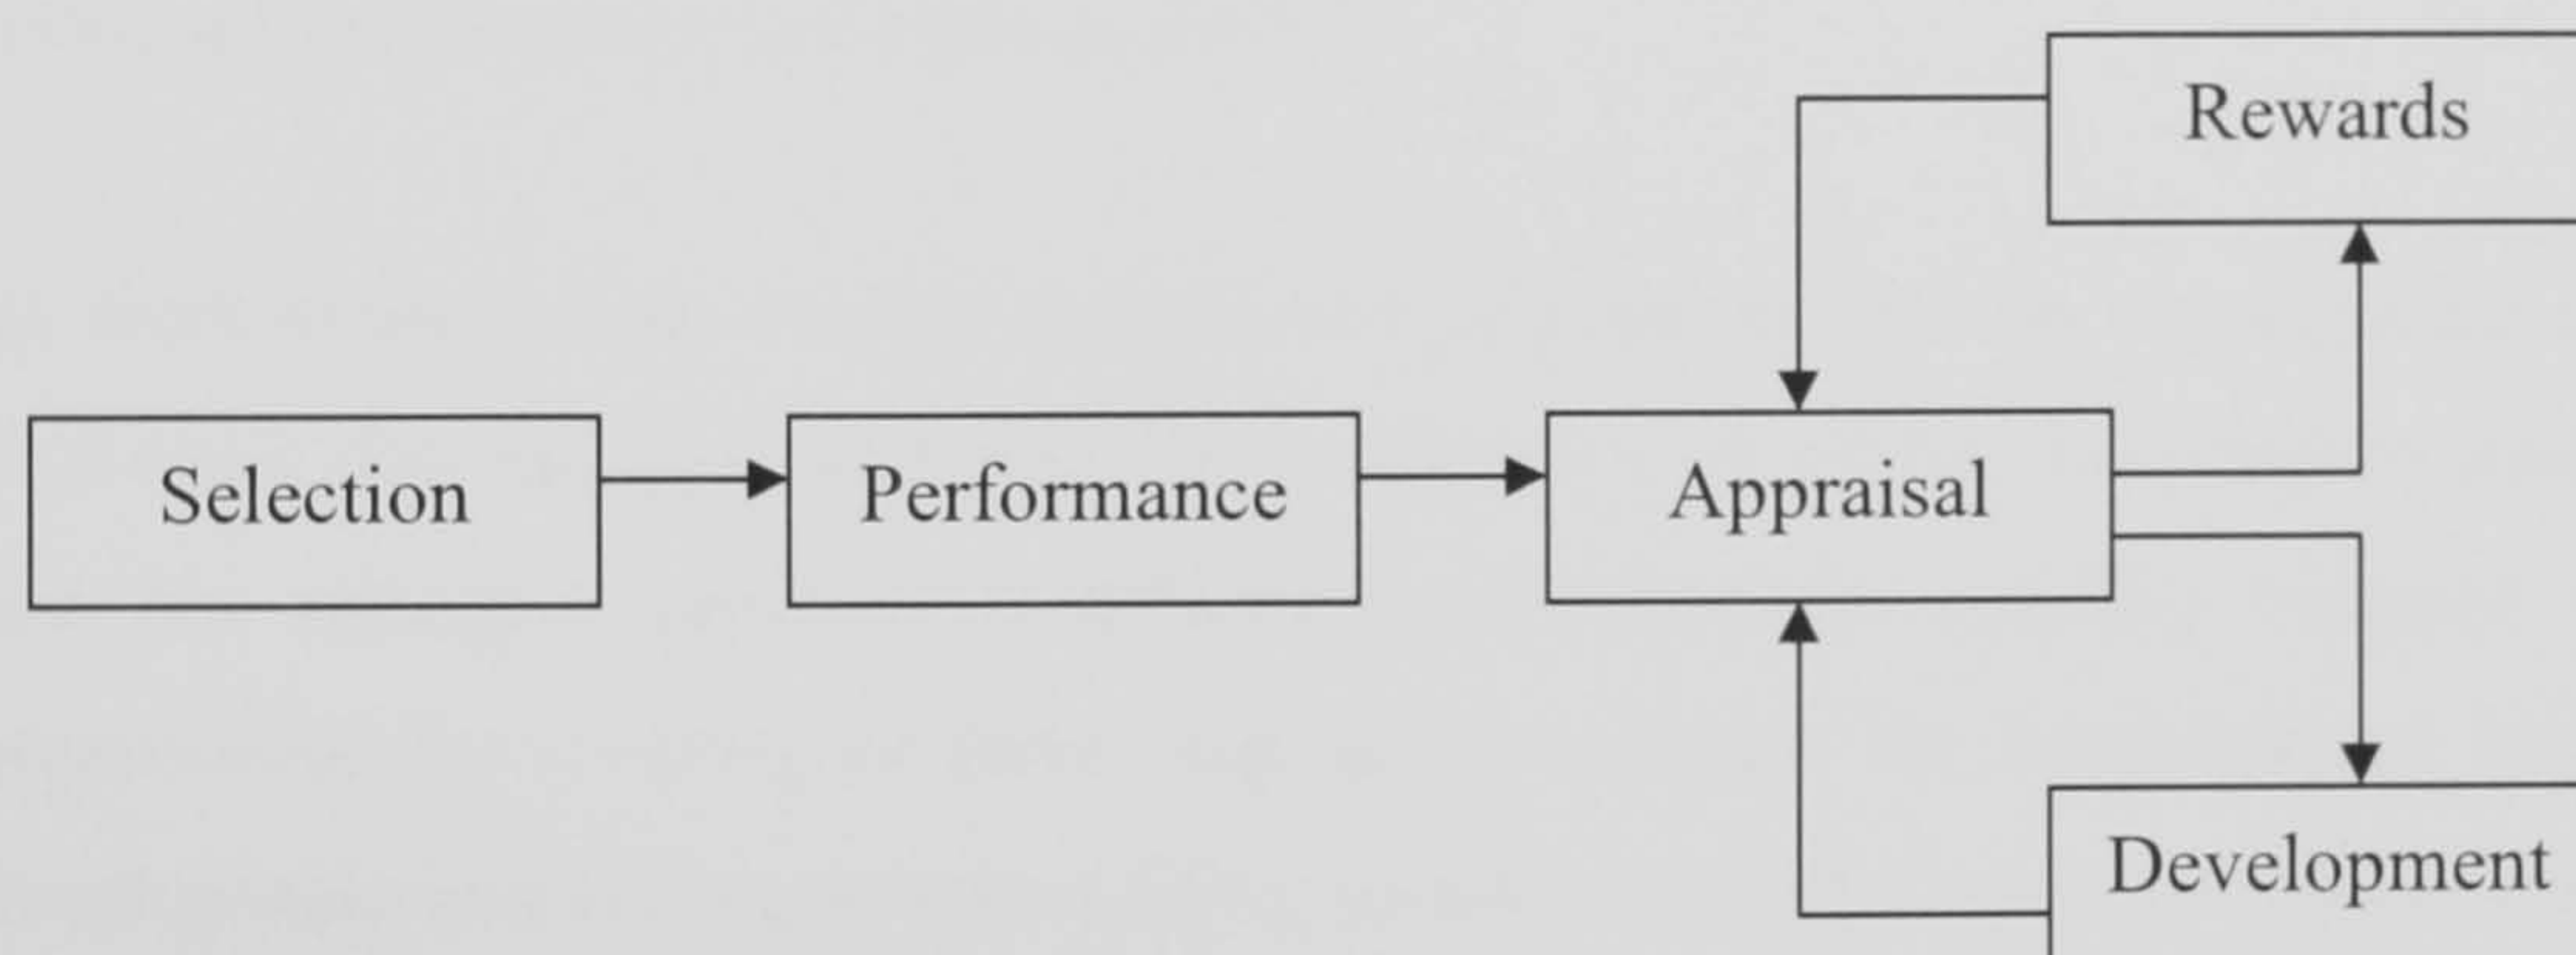 Rewards
Selection
Performance
Appraisal
Development